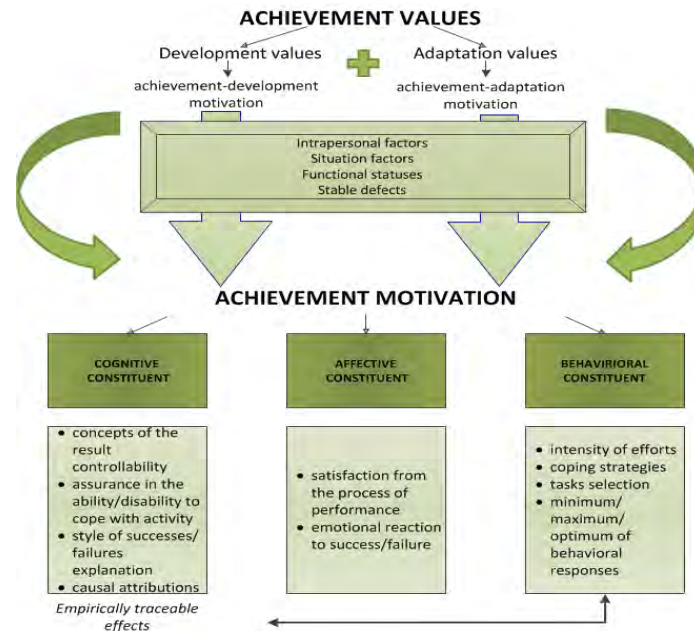 ACHIEVEMENT VALUES
Development values
Adaptation values
achievement-development
motivation
achievement-adaptation
motivation
Intrapersonal factors
Situation factors
Functional statuses
Stable defects
ACHIEVEMENT MOTIVATION
COGNITIVE
CONSTITUENT
AFFECTIVE
CONSTITUENT
BEHAVIRIORAL
CONSTITUENT
• concepts of the
result
controllability
• assurance in the
ability/disability to
cope with activity
• style of successes/
failures
explanation
• causal attributions
• satisfaction from
the process of
performance
• emotional reaction
to success/failure
• intensity of efforts
• coping strategies
• tasks selection
• minimum/
maximum/
optimum of
behavioral
responses
Empirically traceable
effects